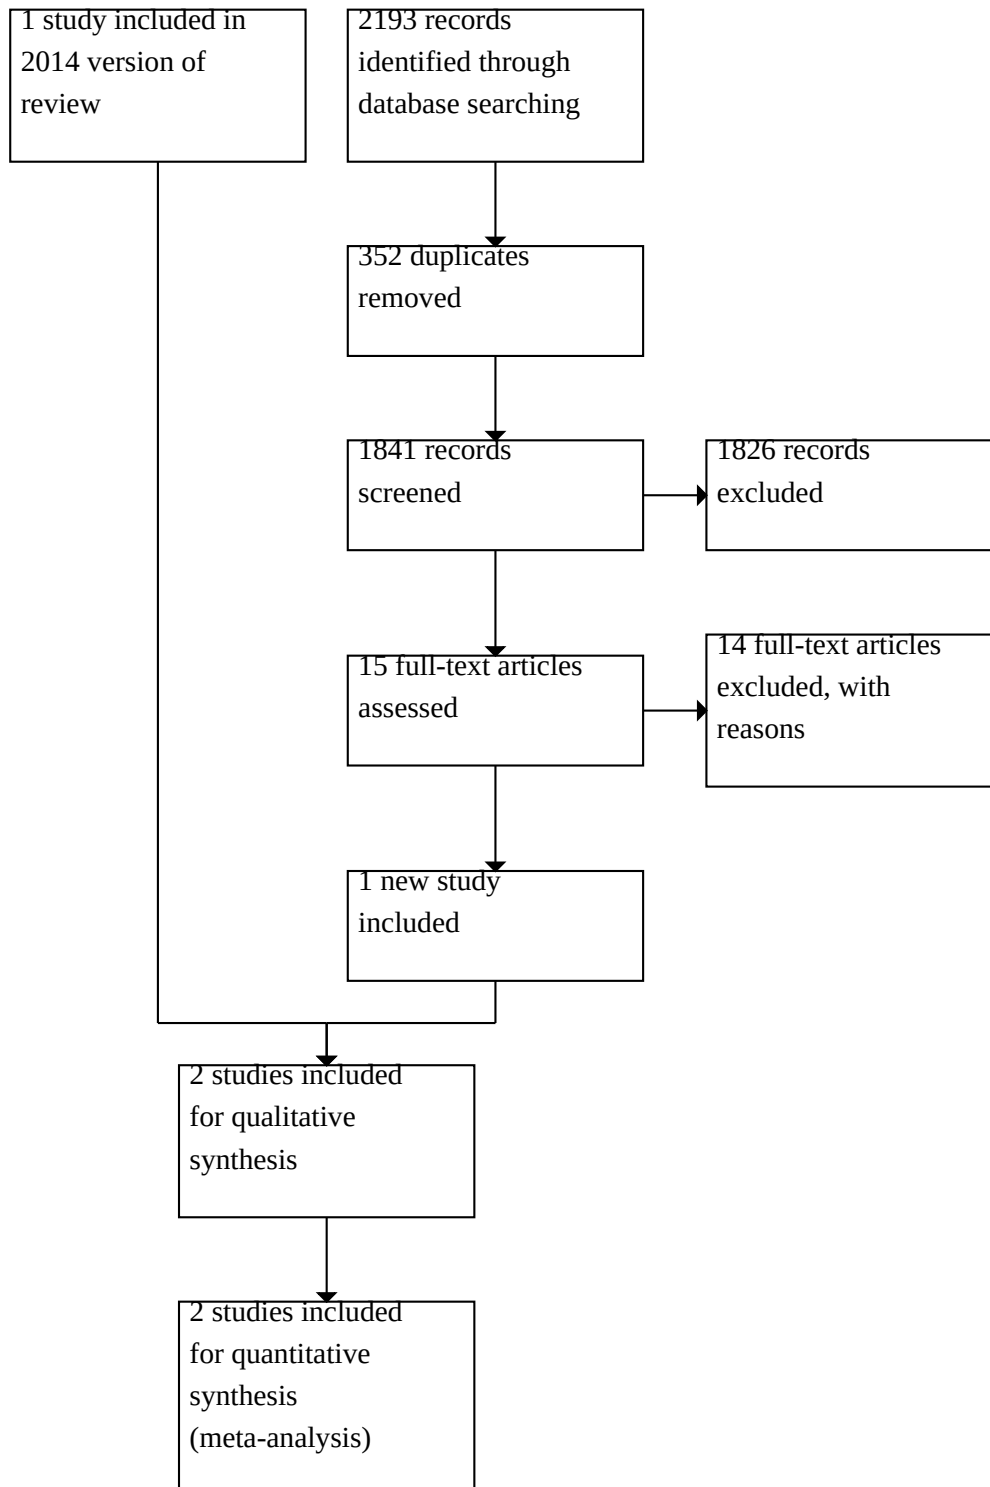 1 study included in
2014 version of
review
2193 records
identified through
database searching
352 duplicates
removed
1841 records
screened
1826 records
excluded
15 full-text articles
assessed
14 full-text articles
excluded, with
reasons
1 new study
included
2 studies included
for qualitative
synthesis
2 studies included
for quantitative
synthesis
(meta-analysis)